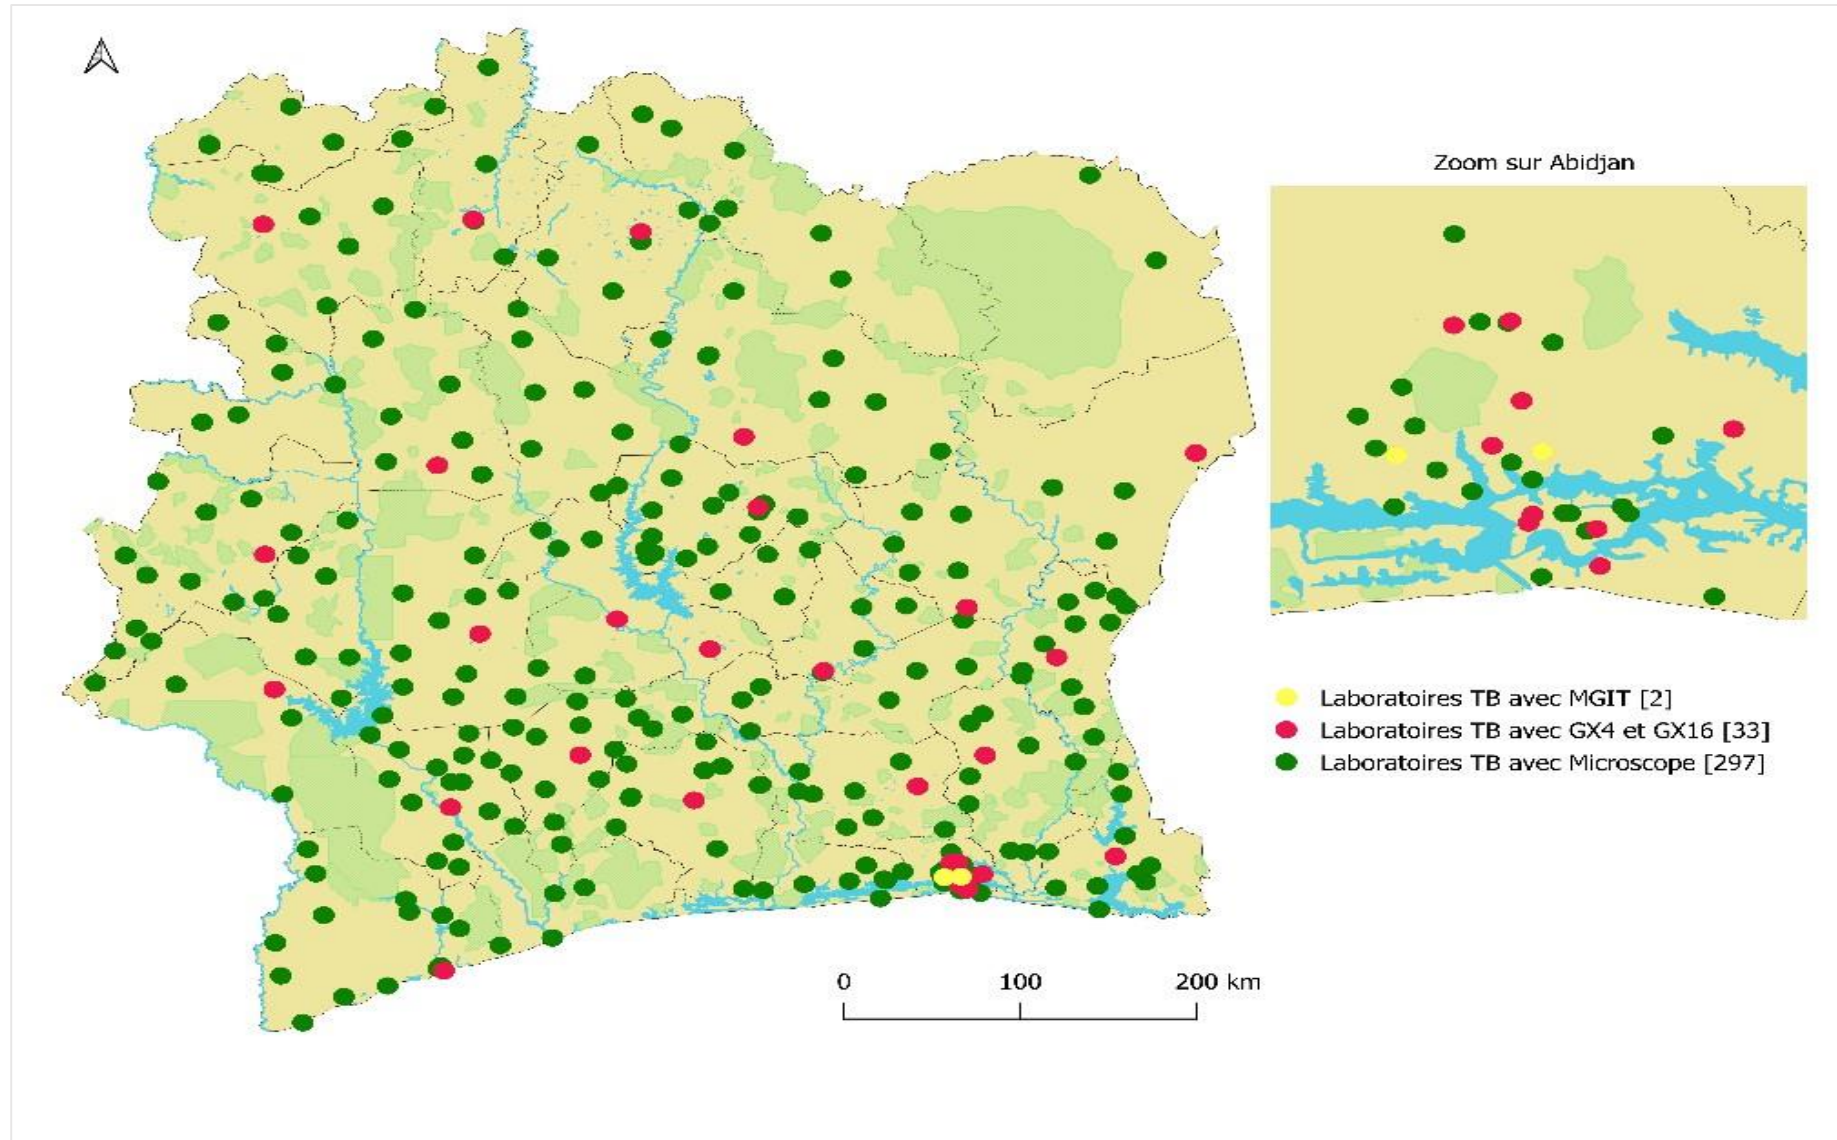 Zoom sur Abidjan
Laboratoires TB avec MGIT [2]
Laboratoires TB avec GX4 et GX16 [33]
Laboratoires TB avec Microscope [297]
0 100 200 km